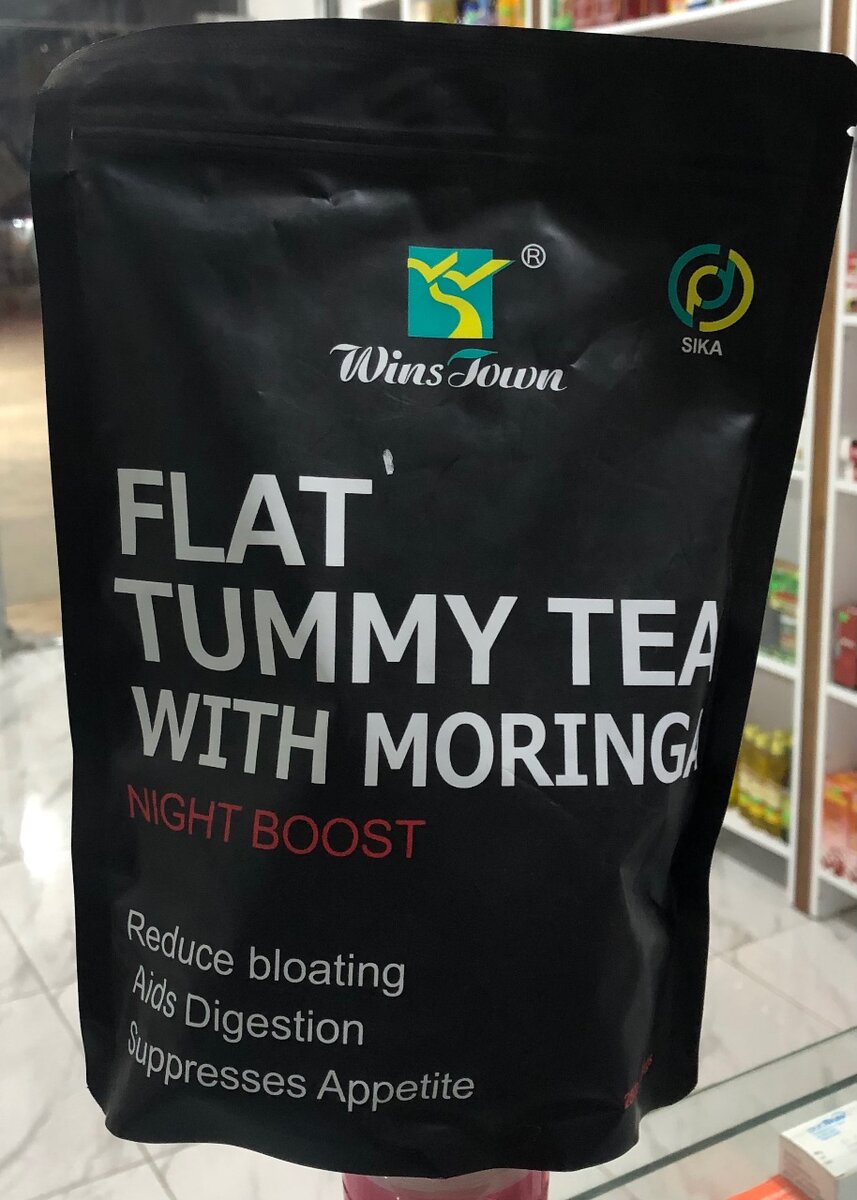 ®
Wins Town
SIKA
FLAT
TUMMY TEA
WITH MORINGA
NIGHT BOOST
Reduce bloating
Aids Digestion
Suppresses Appetite